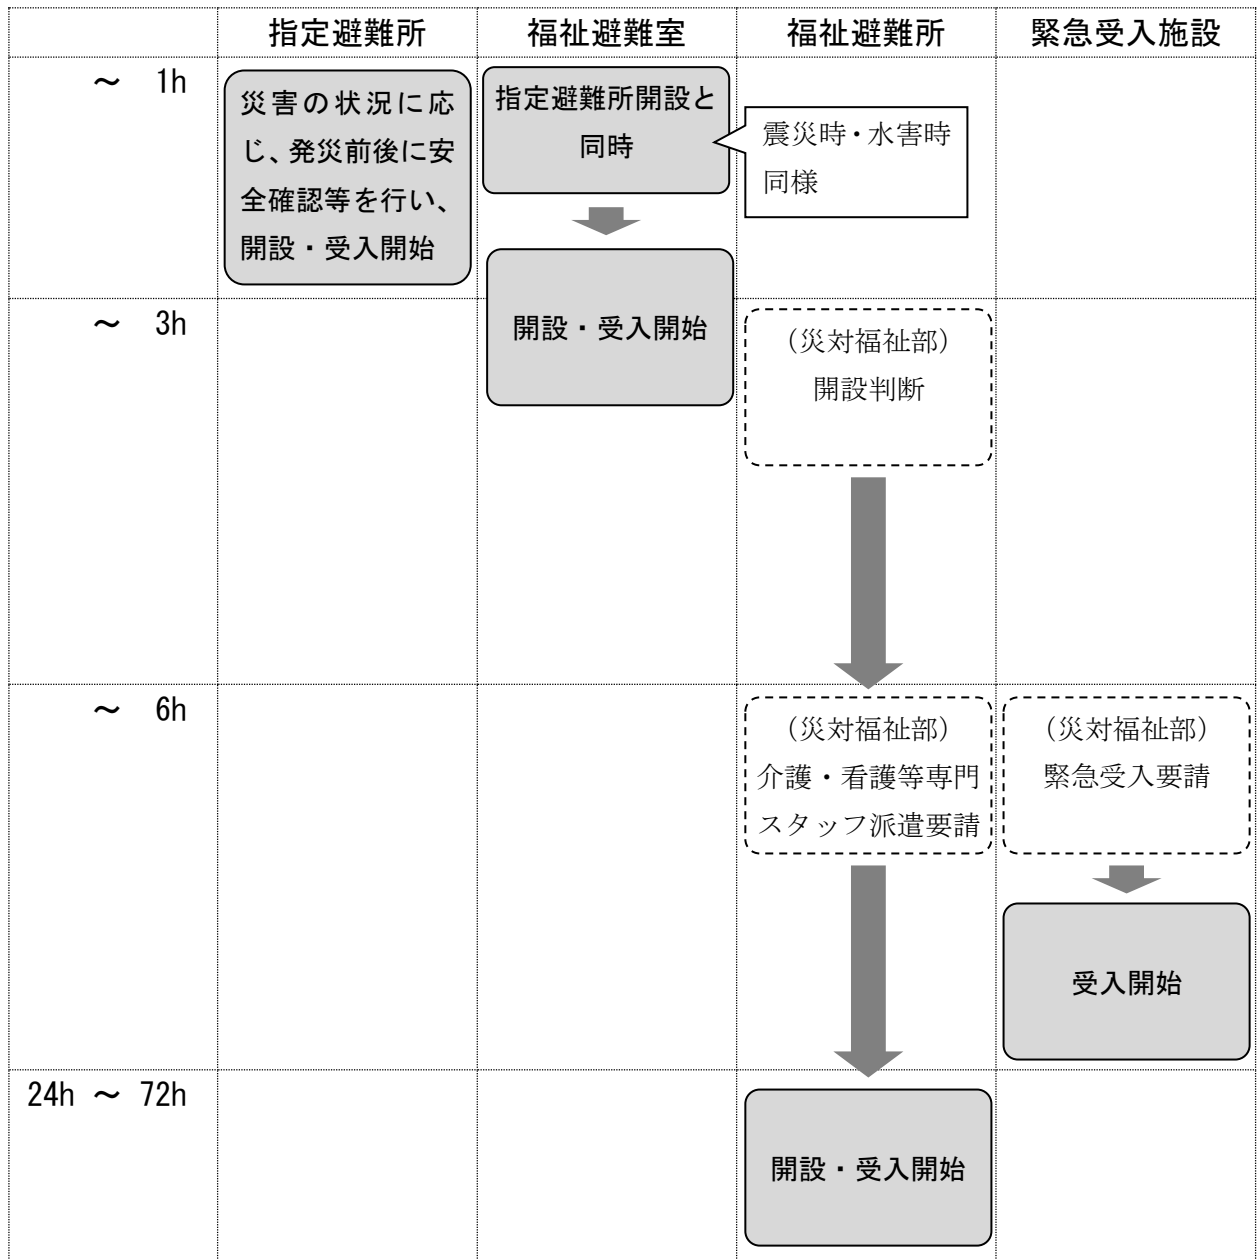 指定避難所 福祉避難室 福祉避難所 緊急受入施設
～ 1h
災害の状況に応
じ、発災前後に安
全確認等を行い、
開設・受入開始
指定避難所開設と
同時
震災時・水害時
同様
開設・受入開始
～ 3h
（災対福祉部）
開設判断
～ 6h
（災対福祉部）
介護・看護等専門
スタッフ派遣要請
（災対福祉部）
緊急受入要請
受入開始
24h ～ 72h
開設・受入開始